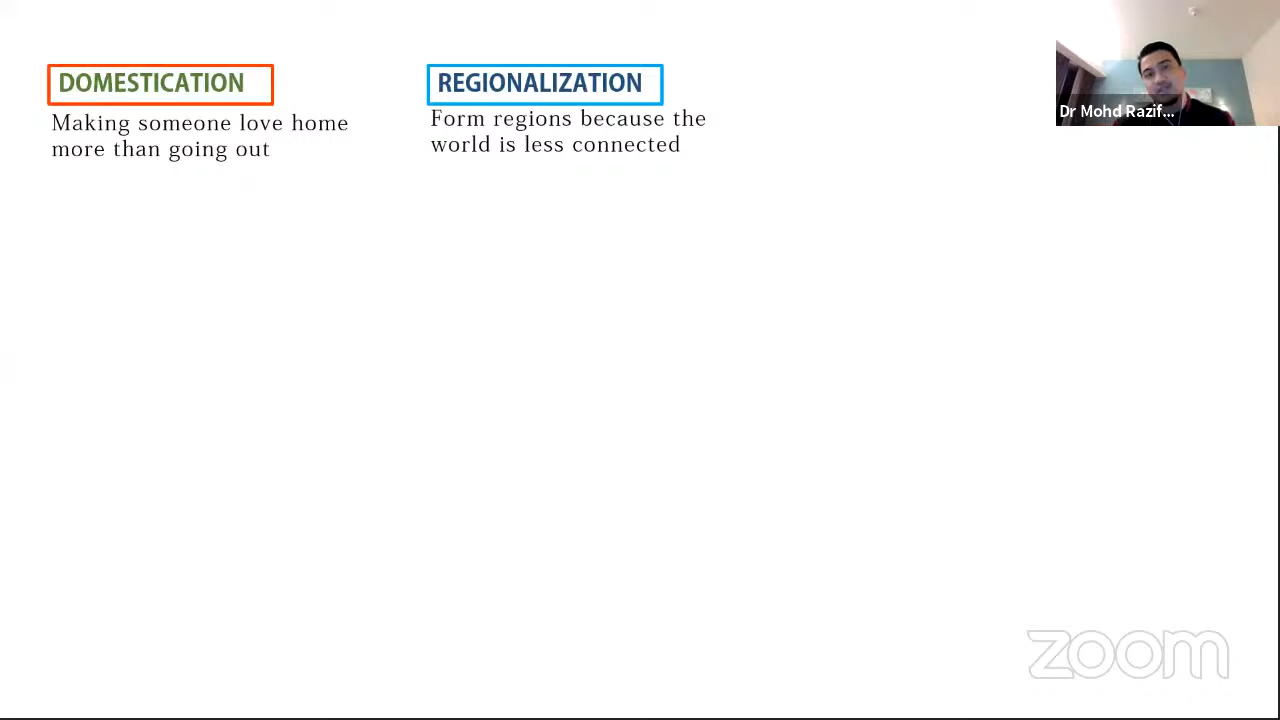 DOMESTICATION
Making someone love home
more than going out
REGIONALIZATION
Form regions because the
world is less connected
Dr Mohd Razif...
zoom